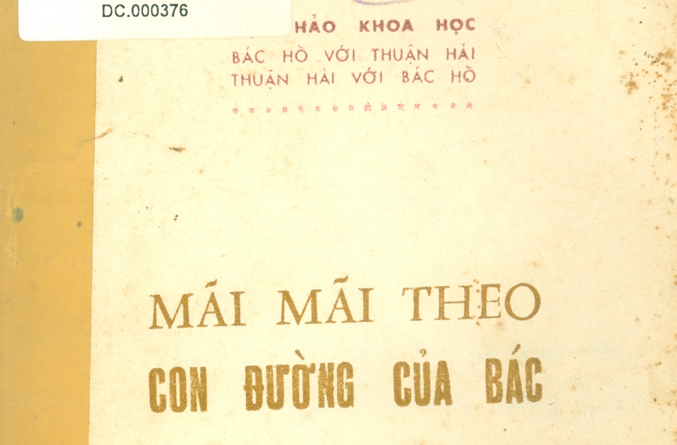 DC.000376
HẢO KHOA HỌC
BÁC HỒ VỚI THUẬN HẢI
THUẬN HẢI VỚI BÁC HỒ
MÃI MÃI THEO
CON ĐƯỜNG CỦA BÁC